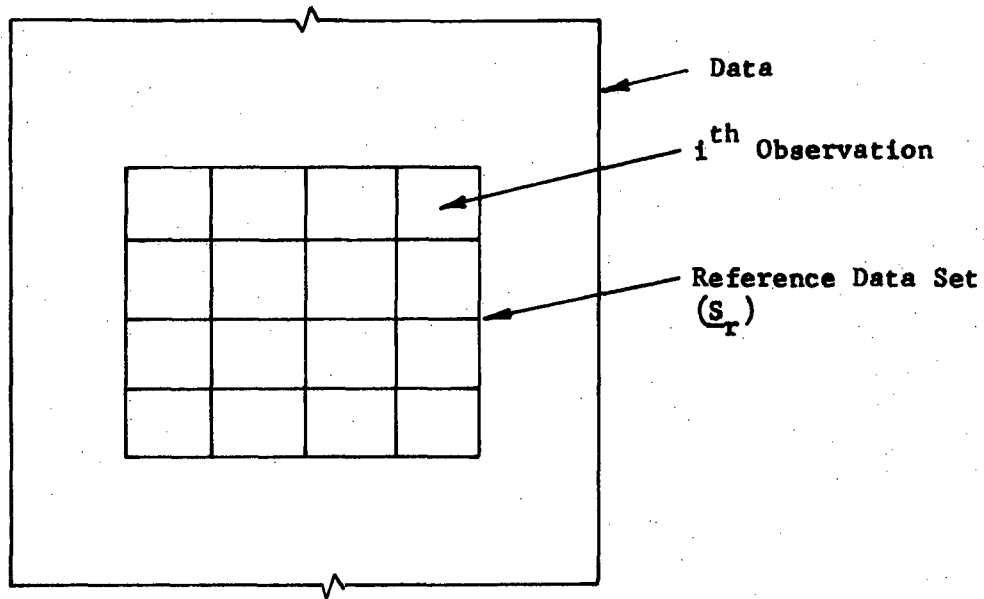 Data
i^th Observation
Reference Data Set
(S_r)